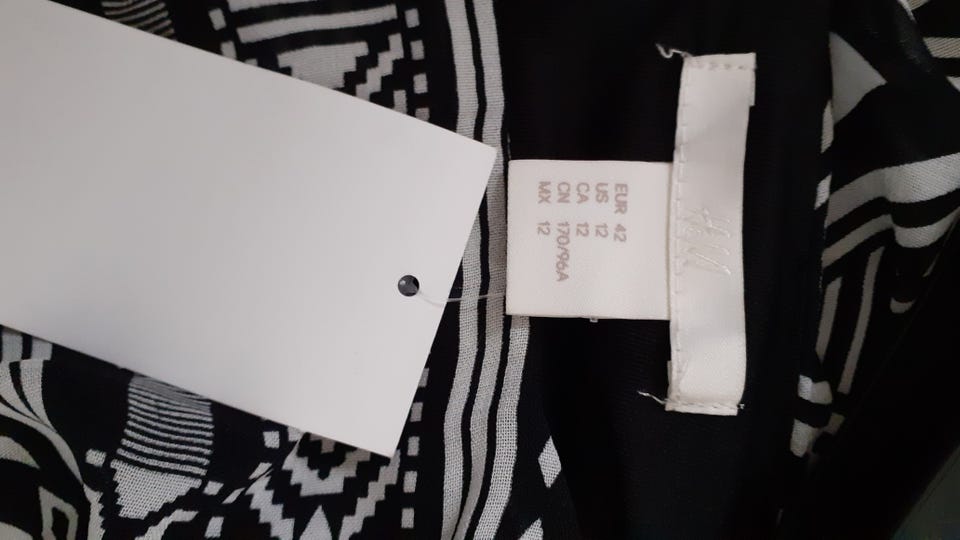 H&M
EUR 42
US 12
CA 12
CN 170/96A
MX 12